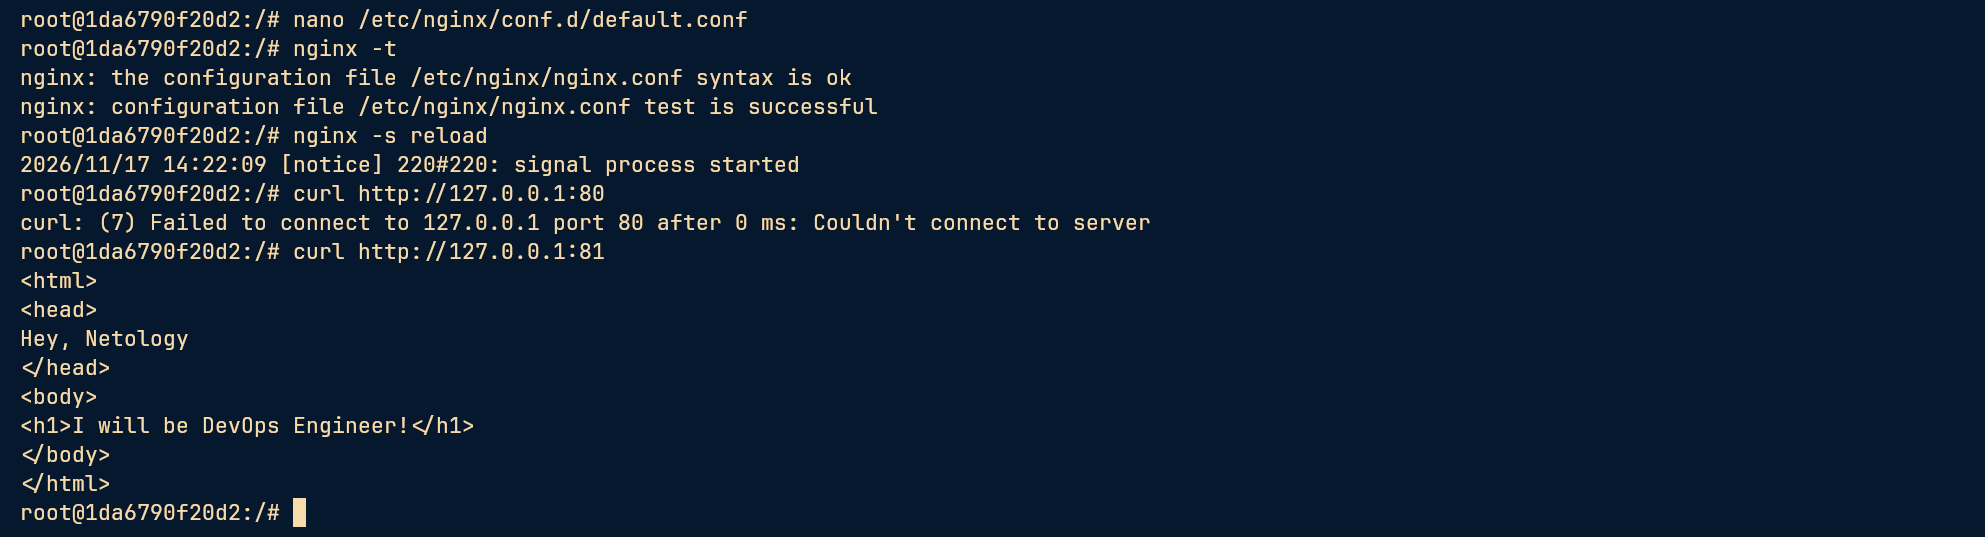 root@1da6790f20d2:/# nano /etc/nginx/conf.d/default.conf
root@1da6790f20d2:/# nginx -t
nginx: the configuration file /etc/nginx/nginx.conf syntax is ok
nginx: configuration file /etc/nginx/nginx.conf test is successful
root@1da6790f20d2:/# nginx -s reload
2026/11/17 14:22:09 [notice] 220#220: signal process started
root@1da6790f20d2:/# curl http://127.0.0.1:80
curl: (7) Failed to connect to 127.0.0.1 port 80 after 0 ms: Couldn't connect to server
root@1da6790f20d2:/# curl http://127.0.0.1:81
<html>
<head>
Hey, Netology
</head>
<body>
<h1>I will be DevOps Engineer!</h1>
</body>
</html>
root@1da6790f20d2:/#